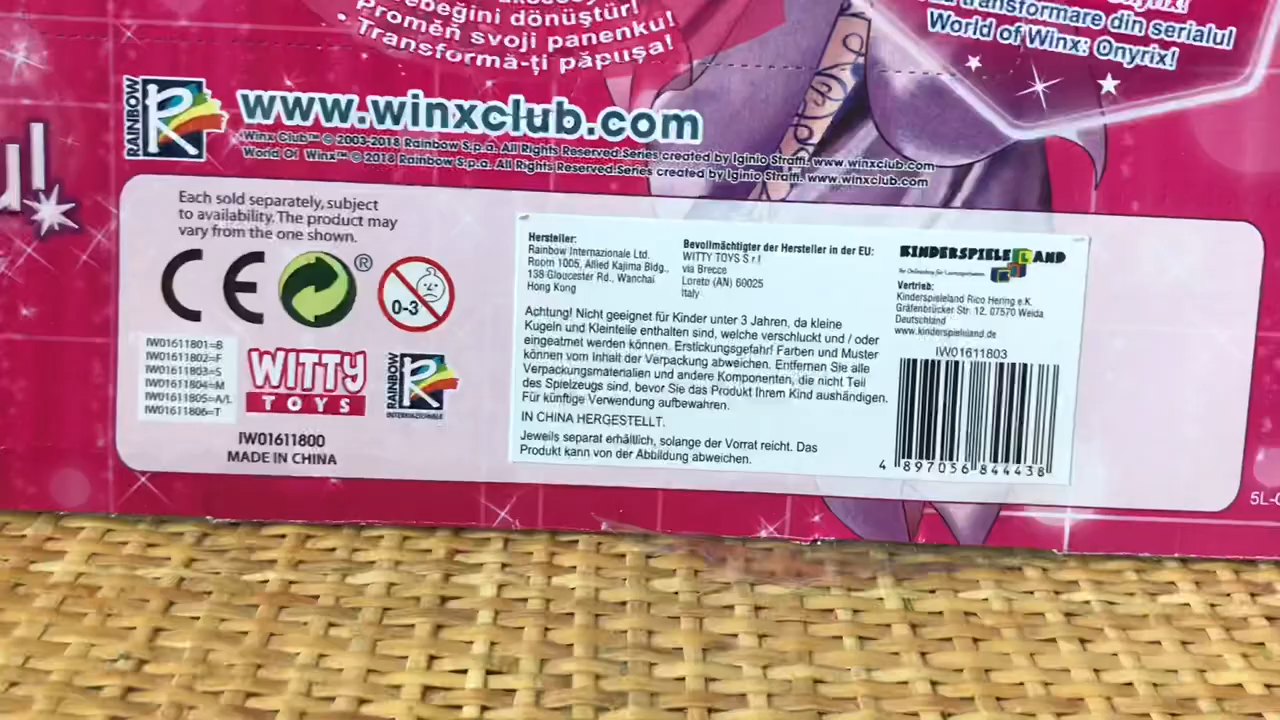 bebeğini dönüştür!
Proměň svoji panenku!
• Transformă-ți păpușa!
Onyrix!
transformare din serialul
World of Winx: Onyrix!
RAINBOW
R
www.winxclub.com
Winx Club™ © 2003-2018 Rainbow S.p.a. All Rights Reserved.Series created by Iginio Straffi. www.winxclub.com
World Of Winx™ © 2018 Rainbow S.p.a. All Rights Reserved.Series created by Iginio Straffi. www.winxclub.com
Each sold separately, subject
to availability. The product may
vary from the one shown.
CE
®
0-3
IW01611801=B
IW01611802=F
IW01611803=S
IW01611804=M
IW01611805=A/L
IW01611806=T
WITTY
TOYS
RAINBOW
R
INTERNAZIONALE
IW01611800
MADE IN CHINA
Hersteller:
Rainbow Internazionale Ltd.
Room 1005, Allied Kajima Bldg.,
138 Gloucester Rd., Wanchai
Hong Kong
Bevollmächtigter der Hersteller in der EU:
WITTY TOYS S r l
via Brecce
Loreto (AN) 60025
Italy
Achtung! Nicht geeignet für Kinder unter 3 Jahren, da kleine
Kugeln und Kleinteile enthalten sind, welche verschluckt und / oder
eingeatmet werden können. Erstickungsgefahr! Farben und Muster
können vom Inhalt der Verpackung abweichen. Entfernen Sie alle
Verpackungsmaterialien und andere Komponenten, die nicht Teil
des Spielzeugs sind, bevor Sie das Produkt Ihrem Kind aushändigen.
Für künftige Verwendung aufbewahren.
IN CHINA HERGESTELLT.
Jeweils separat erhältlich, solange der Vorrat reicht. Das
Produkt kann von der Abbildung abweichen.
KINDERSPIELELAND
Ihr Onlineshop für
Vertrieb:
Kinderspieleland Rico Hering e.K.
Gräfenbrücker Str. 12, 07570 Weida
Deutschland
www.kinderspieleland.de
IW01611803
4 897056 844438
5L-